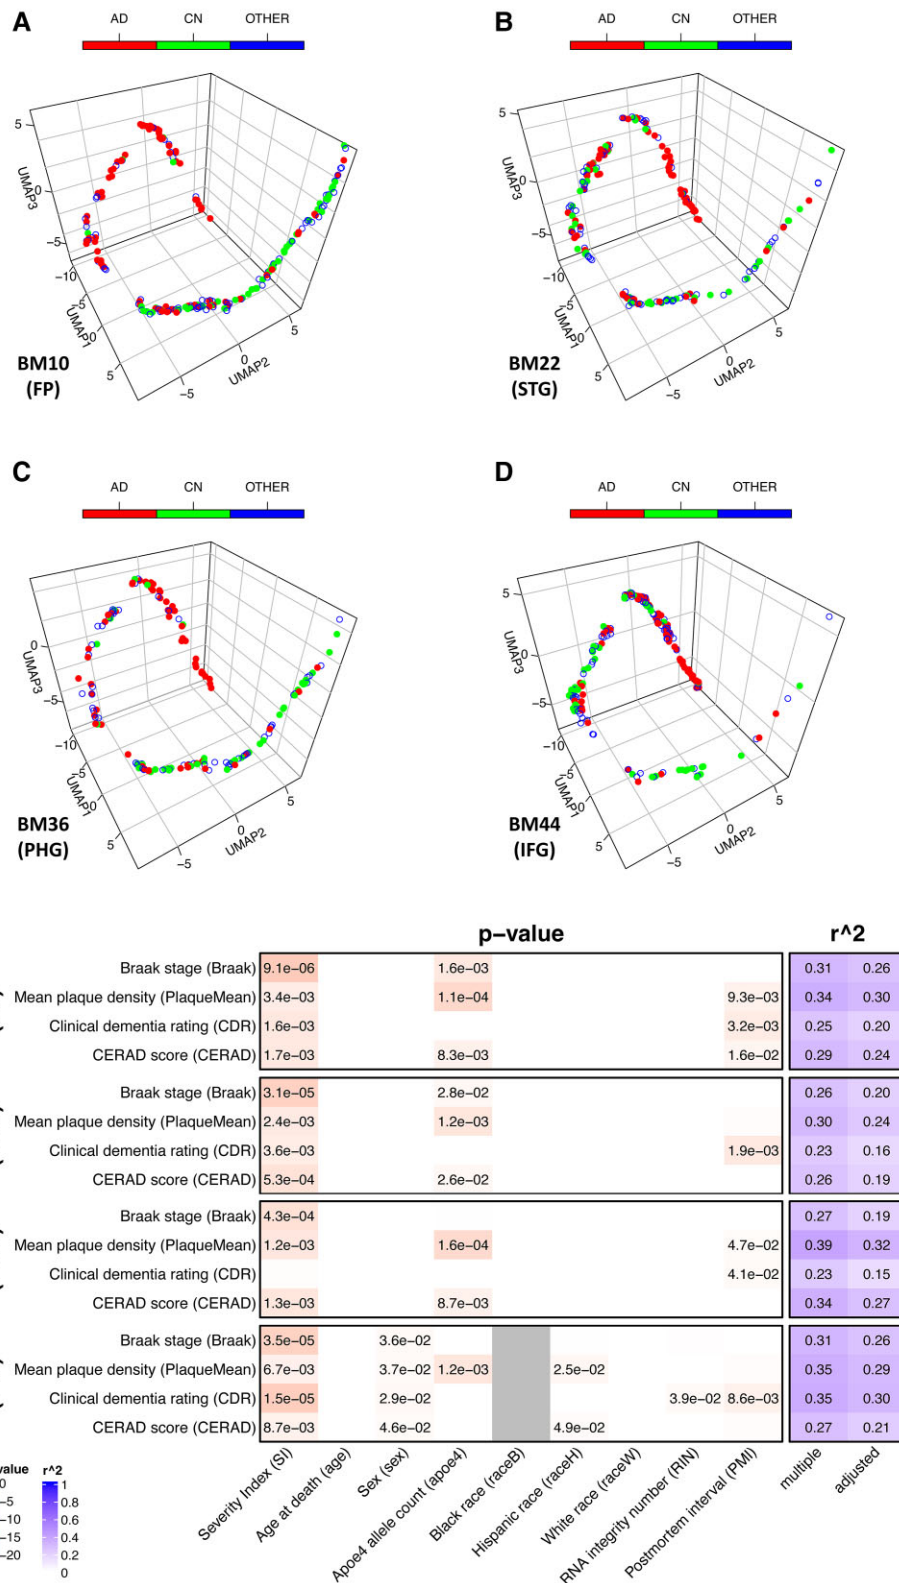 A
AD CN OTHER
5
0
−5
−10
−5
0
5
−5
0
5
UMAP3
UMAP1
UMAP2
BM10
(FP)
B
AD CN OTHER
5
0
−5
−10
−5
0
5
−5
0
5
UMAP3
UMAP1
UMAP2
BM22
(STG)
C
AD CN OTHER
0
−5
−10
−5
0
5
−5
0
5
UMAP3
UMAP1
UMAP2
BM36
(PHG)
D
AD CN OTHER
5
0
−5
−10
−5
0
5
−5
0
5
UMAP3
UMAP1
UMAP2
BM44
(IFG)
p−value r^2
Braak stage (Braak) 9.1e−06 1.6e−03 0.31 0.26
Mean plaque density (PlaqueMean) 3.4e−03 1.1e−04 9.3e−03 0.34 0.30
Clinical dementia rating (CDR) 1.6e−03 3.2e−03 0.25 0.20
CERAD score (CERAD) 1.7e−03 8.3e−03 1.6e−02 0.29 0.24
Braak stage (Braak) 3.1e−05 2.8e−02 0.26 0.20
Mean plaque density (PlaqueMean) 2.4e−03 1.2e−03 0.30 0.24
Clinical dementia rating (CDR) 3.6e−03 1.9e−03 0.23 0.16
CERAD score (CERAD) 5.3e−04 2.6e−02 0.26 0.19
Braak stage (Braak) 4.3e−04 0.27 0.19
Mean plaque density (PlaqueMean) 1.2e−03 1.6e−04 4.7e−02 0.39 0.32
Clinical dementia rating (CDR) 4.1e−02 0.23 0.15
CERAD score (CERAD) 1.3e−03 8.7e−03 0.34 0.27
Braak stage (Braak) 3.5e−05 3.6e−02 0.31 0.26
Mean plaque density (PlaqueMean) 6.7e−03 3.7e−02 1.2e−03 2.5e−02 0.35 0.29
Clinical dementia rating (CDR) 1.5e−05 2.9e−02 3.9e−02 8.6e−03 0.35 0.30
CERAD score (CERAD) 8.7e−03 4.6e−02 4.9e−02 0.27 0.21
Severity Index (SI)
Age at death (age)
Sex (sex)
Apoe4 allele count (apoe4)
Black race (raceB)
Hispanic race (raceH)
White race (raceW)
RNA integrity number (RIN)
Postmortem interval (PMI)
multiple
adjusted
value r^2
0 1
−5 0.8
−10 0.6
−15 0.4
−20 0.2
0